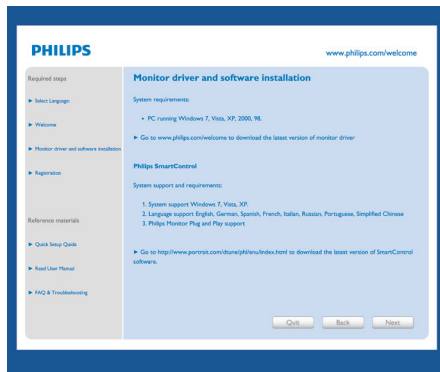 PHILIPS
www.philips.com/welcome
Required steps
► Select Language:
► Welcome
► Monitor driver and software installation
► Registration
Reference materials
► Quick Setup Quide
► Read User Manual
► FAQ & Troubleshooting
Monitor driver and software installation
System requirements:
• PC running Windows 7, Vista, XP, 2000, 98.
► Go to www.philips.com/welcome to download the latest version of monitor driver
Philips SmartControl
System support and requirements:
1. System support Windows 7, Vista, XP.
2. Language support English, German, Spanish, French, Italian, Russian, Portuguese, Simplified Chinese
3. Philips Monitor Plug and Play support
► Go to http://www.portrait.com/dtune/phl/enu/index.html to download the latest version of SmartControl
software.
Quit
Back
Next